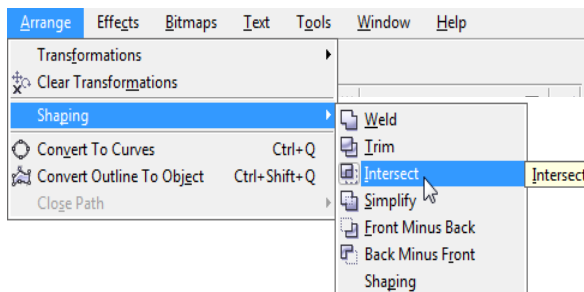 Arrange Effects Bitmaps Text Tools Window Help
Transformations
Clear Transformations
Shaping
Convert To Curves Ctrl+Q
Convert Outline To Object Ctrl+Shift+Q
Close Path
Weld
Trim
Intersect Intersect
Simplify
Front Minus Back
Back Minus Front
Shaping